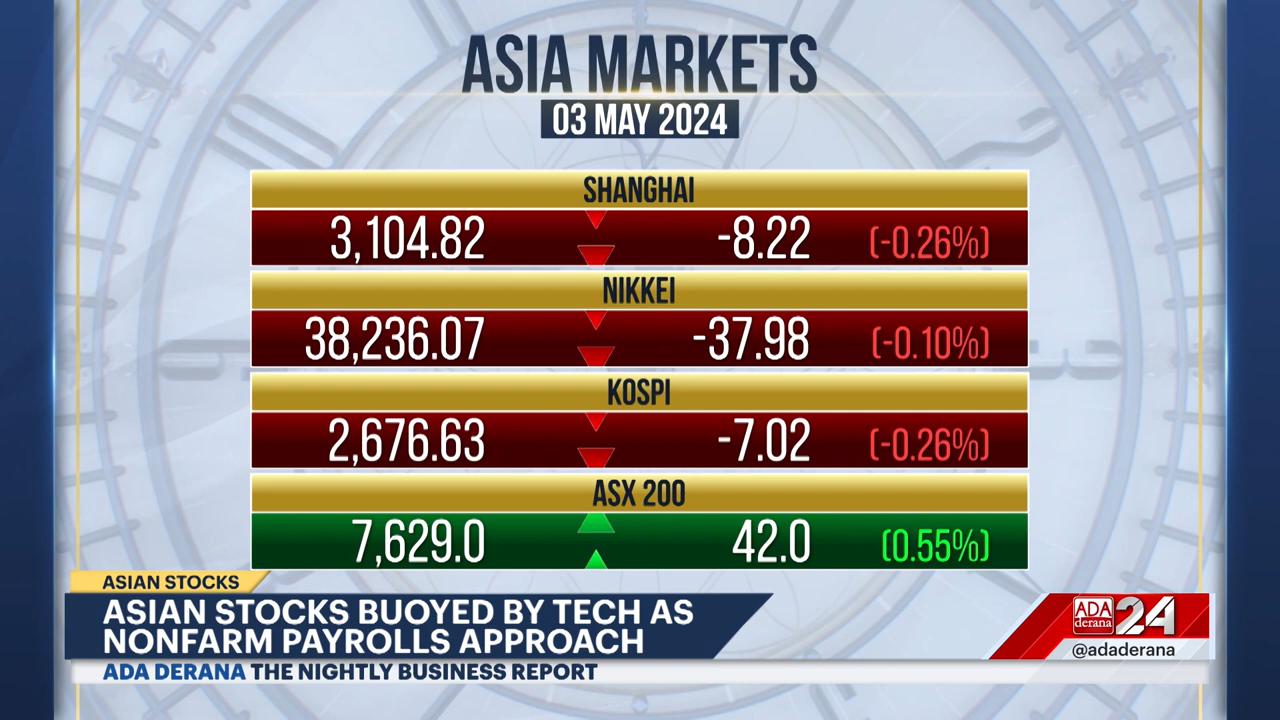 ASIA MARKETS
03 MAY 2024
SHANGHAI
3,104.82 -8.22 (-0.26%)
NIKKEI
38,236.07 -37.98 (-0.10%)
KOSPI
2,676.63 -7.02 (-0.26%)
ASX 200
7,629.0 42.0 (0.55%)
ASIAN STOCKS
ASIAN STOCKS BUOYED BY TECH AS
NONFARM PAYROLLS APPROACH
ADA DERANA THE NIGHTLY BUSINESS REPORT
ADA
derana
24
@adaderana